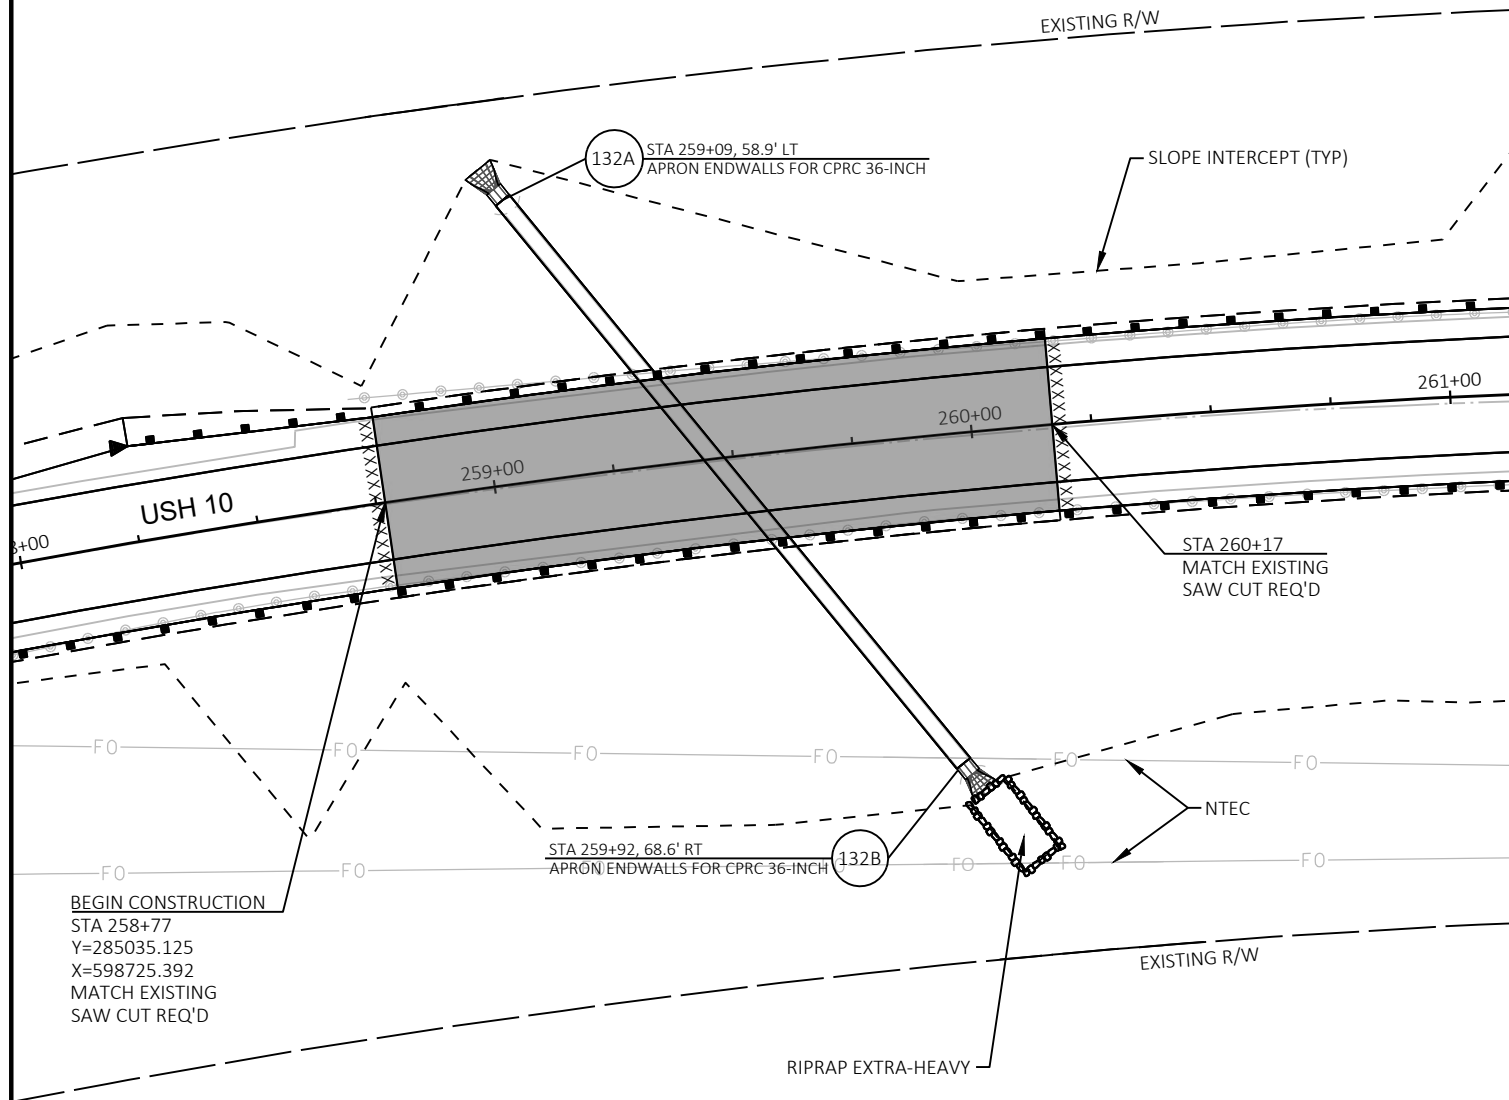 EXISTING R/W
132A
STA 259+09, 58.9' LT
APRON ENDWALLS FOR CPRC 36-INCH
SLOPE INTERCEPT (TYP)
261+00
260+00
259+00
USH 10
+00
STA 260+17
MATCH EXISTING
SAW CUT REQ'D
FO
FO
FO
FO
FO
FO
NTEC
STA 259+92, 68.6' RT
APRON ENDWALLS FOR CPRC 36-INCH
132B
FO
FO
FO
FO
FO
FO
FO
BEGIN CONSTRUCTION
STA 258+77
Y=285035.125
X=598725.392
MATCH EXISTING
SAW CUT REQ'D
EXISTING R/W
RIPRAP EXTRA-HEAVY